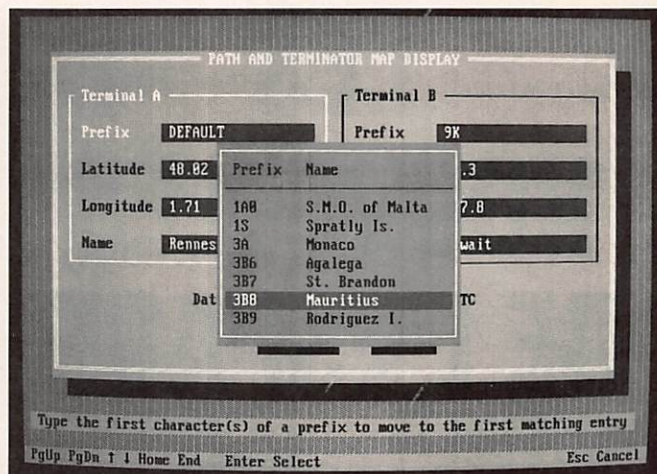 PATH AND TERMINATOR MAP DISPLAY
Terminal A
Prefix DEFAULT
Latitude 48.02
Longitude 1.71
Name Rennes
Terminal B
Prefix 9K
.3
7.8
wait
Dat
TC
Prefix Name
1A0 S.M.O. of Malta
1S Spratly Is.
3A Monaco
3B6 Agalega
3B7 St. Brandon
3B8 Mauritius
3B9 Rodriguez I.
Type the first character(s) of a prefix to move to the first matching entry
PgUp PgDn ↑ ↓ Home End Enter Select Esc Cancel